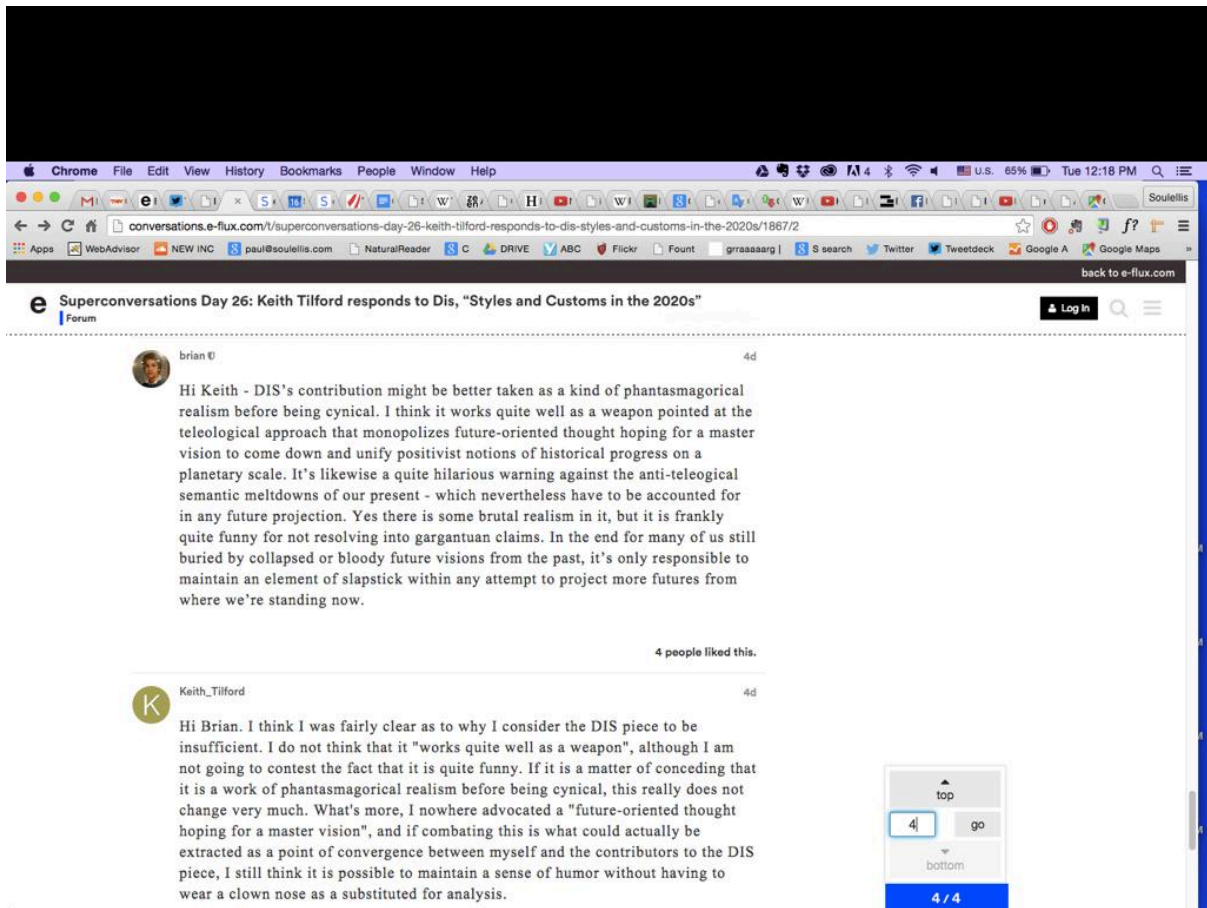 Chrome File Edit View History Bookmarks People Window Help 4 U.S. 65% Tue 12:18 PM
Soulellis
conversations.e-flux.com/t/superconversations-day-26-keith-tilford-responds-to-dis-styles-and-customs-in-the-2020s/1867/2 f?
Apps WebAdvisor NEW INC paul@soulellis.com NaturalReader C DRIVE ABC Flickr Fount grraaaarg | S search Twitter Tweetdeck Google A Google Maps »
back to e-flux.com
e Superconversations Day 26: Keith Tilford responds to Dis, “Styles and Customs in the 2020s”
Forum
Log In
brian 4d
Hi Keith - DIS’s contribution might be better taken as a kind of phantasmagorical
realism before being cynical. I think it works quite well as a weapon pointed at the
teleological approach that monopolizes future-oriented thought hoping for a master
vision to come down and unify positivist notions of historical progress on a
planetary scale. It’s likewise a quite hilarious warning against the anti-teleogical
semantic meltdowns of our present - which nevertheless have to be accounted for
in any future projection. Yes there is some brutal realism in it, but it is frankly
quite funny for not resolving into gargantuan claims. In the end for many of us still
buried by collapsed or bloody future visions from the past, it’s only responsible to
maintain an element of slapstick within any attempt to project more futures from
where we’re standing now.
4 people liked this.
K
Keith_Tilford 4d
Hi Brian. I think I was fairly clear as to why I consider the DIS piece to be
insufficient. I do not think that it "works quite well as a weapon", although I am
not going to contest the fact that it is quite funny. If it is a matter of conceding that
it is a work of phantasmagorical realism before being cynical, this really does not
change very much. What's more, I nowhere advocated a "future-oriented thought
hoping for a master vision", and if combating this is what could actually be
extracted as a point of convergence between myself and the contributors to the DIS
piece, I still think it is possible to maintain a sense of humor without having to
wear a clown nose as a substituted for analysis.
top
4 go
bottom
4 / 4